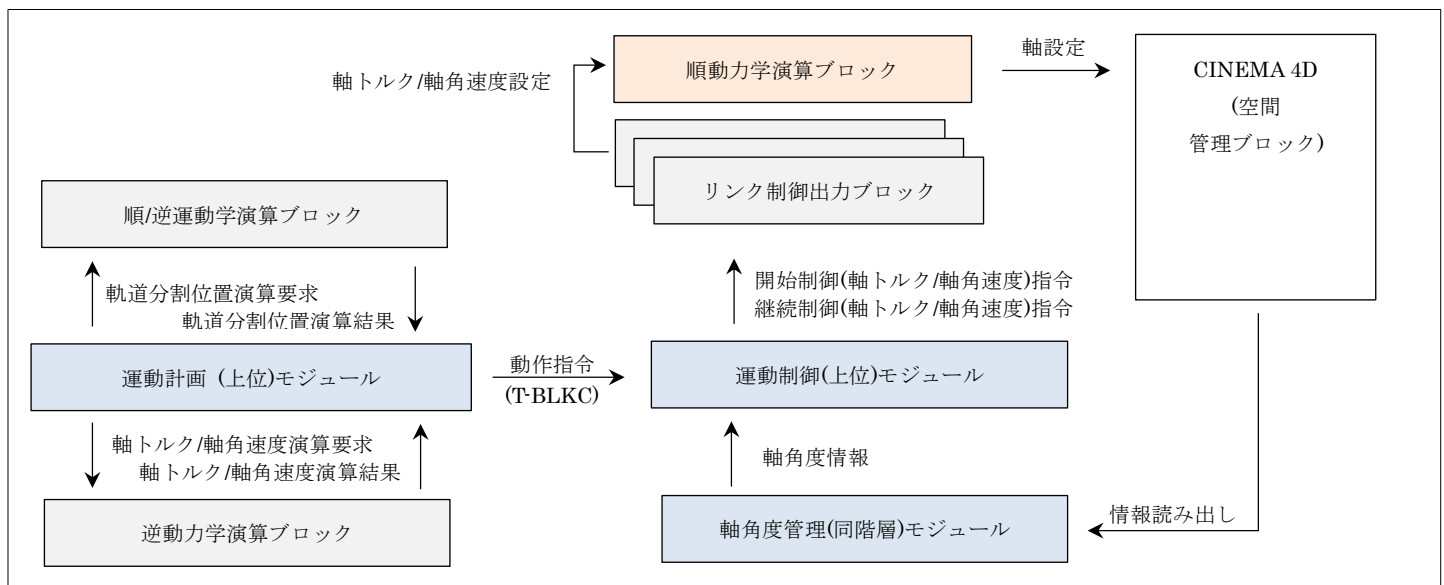 順動力学演算ブロック
軸設定
CINEMA 4D
(空間
管理ブロック)
軸トルク/軸角速度設定
リンク制御出力ブロック
順/逆運動学演算ブロック
軌道分割位置演算要求
軌道分割位置演算結果
開始制御(軸トルク/軸角速度)指令
継続制御(軸トルク/軸角速度)指令
運動計画 (上位)モジュール
動作指令
(T-BLKC)
運動制御(上位)モジュール
軸トルク/軸角速度演算要求
軸トルク/軸角速度演算結果
軸角度情報
逆動力学演算ブロック
軸角度管理(同階層)モジュール
情報読み出し